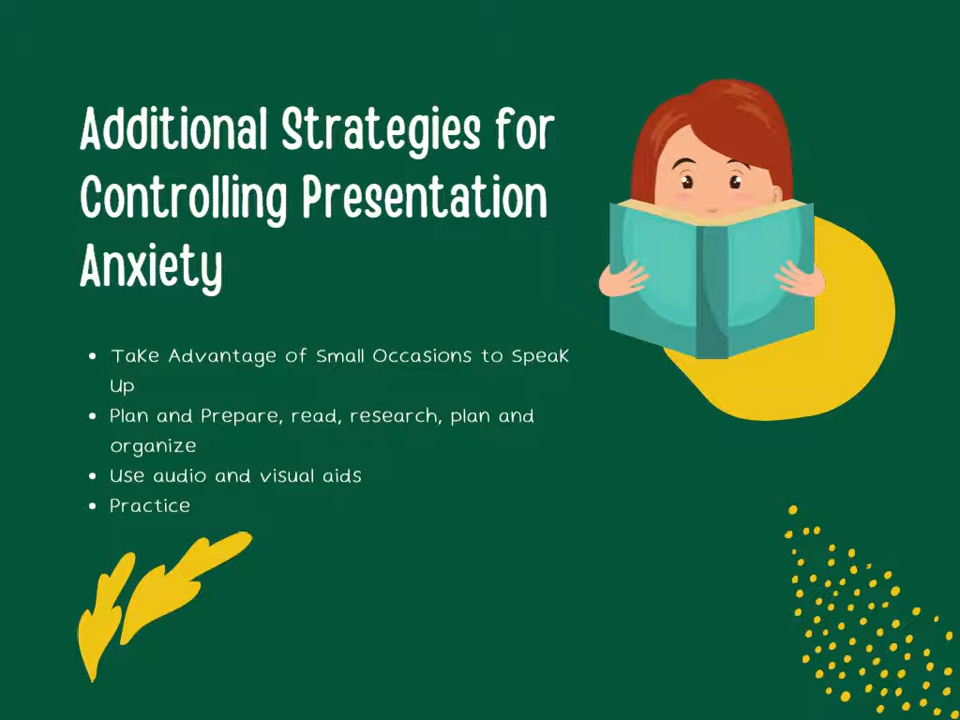 Additional Strategies for
Controlling Presentation
Anxiety
• Take Advantage of Small Occasions to Speak
Up
• Plan and Prepare, read, research, plan and
organize
• Use audio and visual aids
• Practice